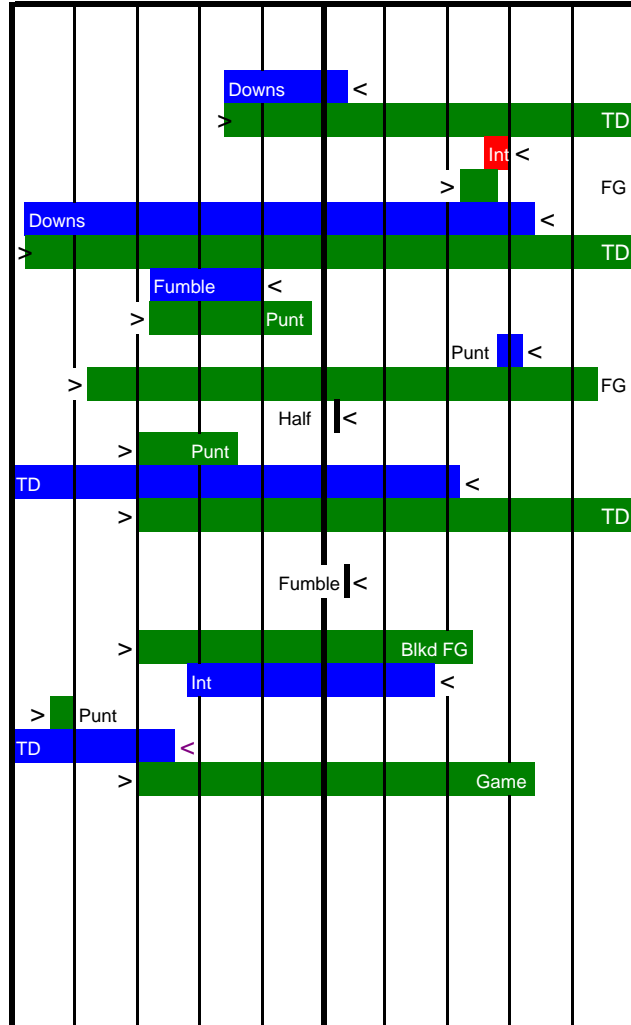 Downs <
> TD
Int <
> FG
Downs <
> TD
Fumble <
> Punt
Punt <
> FG
Half <
> Punt
TD <
> TD
Fumble <
> Blkd FG
Int <
> Punt
TD <
> Game